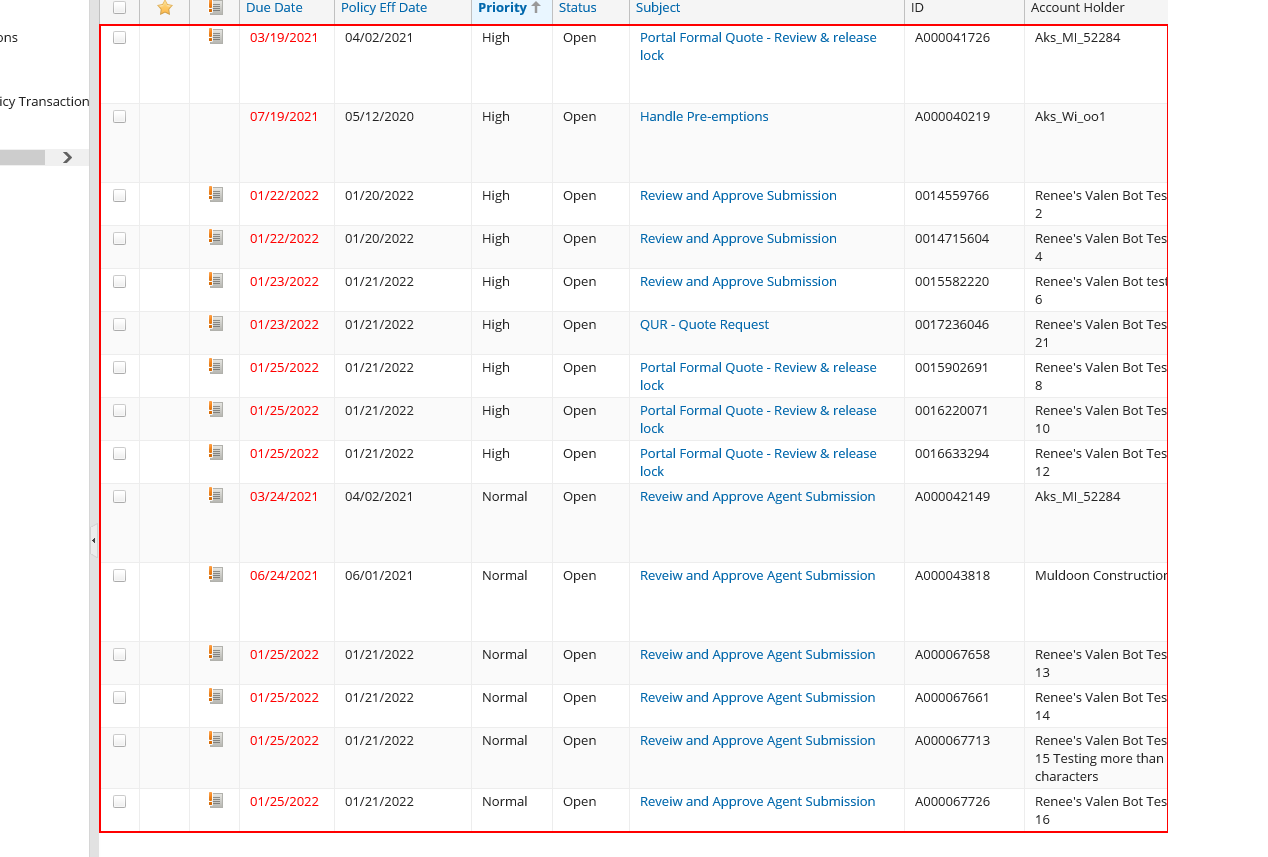 Due Date Policy Eff Date Priority Status Subject ID Account Holder
ons
icy Transaction
03/19/2021 04/02/2021 High Open Portal Formal Quote - Review & release A000041726 Aks_MI_52284
lock
07/19/2021 05/12/2020 High Open Handle Pre-emptions A000040219 Aks_Wi_oo1
01/22/2022 01/20/2022 High Open Review and Approve Submission 0014559766 Renee's Valen Bot Tes
2
01/22/2022 01/20/2022 High Open Review and Approve Submission 0014715604 Renee's Valen Bot Tes
4
01/23/2022 01/21/2022 High Open Review and Approve Submission 0015582220 Renee's Valen Bot test
6
01/23/2022 01/21/2022 High Open QUR - Quote Request 0017236046 Renee's Valen Bot Tes
21
01/25/2022 01/21/2022 High Open Portal Formal Quote - Review & release 0015902691 Renee's Valen Bot Tes
lock 8
01/25/2022 01/21/2022 High Open Portal Formal Quote - Review & release 0016220071 Renee's Valen Bot Tes
lock 10
01/25/2022 01/21/2022 High Open Portal Formal Quote - Review & release 0016633294 Renee's Valen Bot Tes
lock 12
03/24/2021 04/02/2021 Normal Open Reveiw and Approve Agent Submission A000042149 Aks_MI_52284
06/24/2021 06/01/2021 Normal Open Reveiw and Approve Agent Submission A000043818 Muldoon Construction
01/25/2022 01/21/2022 Normal Open Reveiw and Approve Agent Submission A000067658 Renee's Valen Bot Tes
13
01/25/2022 01/21/2022 Normal Open Reveiw and Approve Agent Submission A000067661 Renee's Valen Bot Tes
14
01/25/2022 01/21/2022 Normal Open Reveiw and Approve Agent Submission A000067713 Renee's Valen Bot Tes
15 Testing more than
characters
01/25/2022 01/21/2022 Normal Open Reveiw and Approve Agent Submission A000067726 Renee's Valen Bot Tes
16